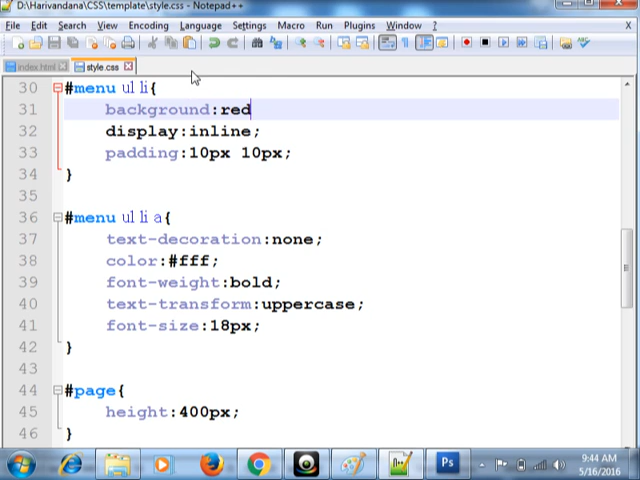 D:\Harivandana\CSS\template\style.css - Notepad++
File Edit Search View Encoding Language Settings Macro Run Plugins Window ? X
index.html style.css
30 #menu ul li{
31 background:red
32 display:inline;
33 padding:10px 10px;
34 }
35
36 #menu ul li a{
37 text-decoration:none;
38 color:#fff;
39 font-weight:bold;
40 text-transform:uppercase;
41 font-size:18px;
42 }
43
44 #page{
45 height:400px;
46 }
Ps
9:44 AM
5/16/2016